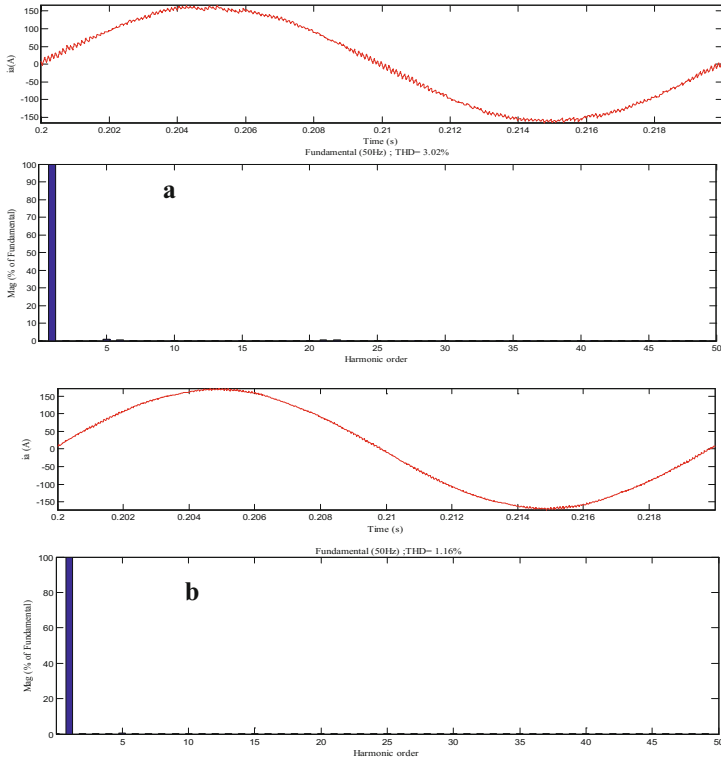 150
100
50
0
-50
-100
-150
ia(A)
0.2 0.202 0.204 0.206 0.208 0.21 0.212 0.214 0.216 0.218
Time (s)
Fundamental (50Hz) ; THD= 3.02%
100
90
80
70
60
50
40
30
20
10
0
Mag (% of Fundamental)
a
5 10 15 20 25 30 35 40 45 50
Harmonic order
150
100
50
0
-50
-100
-150
ia (A)
0.2 0.202 0.204 0.206 0.208 0.21 0.212 0.214 0.216 0.218
Time (s)
Fundamental (50Hz) ;THD= 1.16%
100
80
60
40
20
0
Mag (% of Fundamental)
b
5 10 15 20 25 30 35 40 45 50
Harmonic order